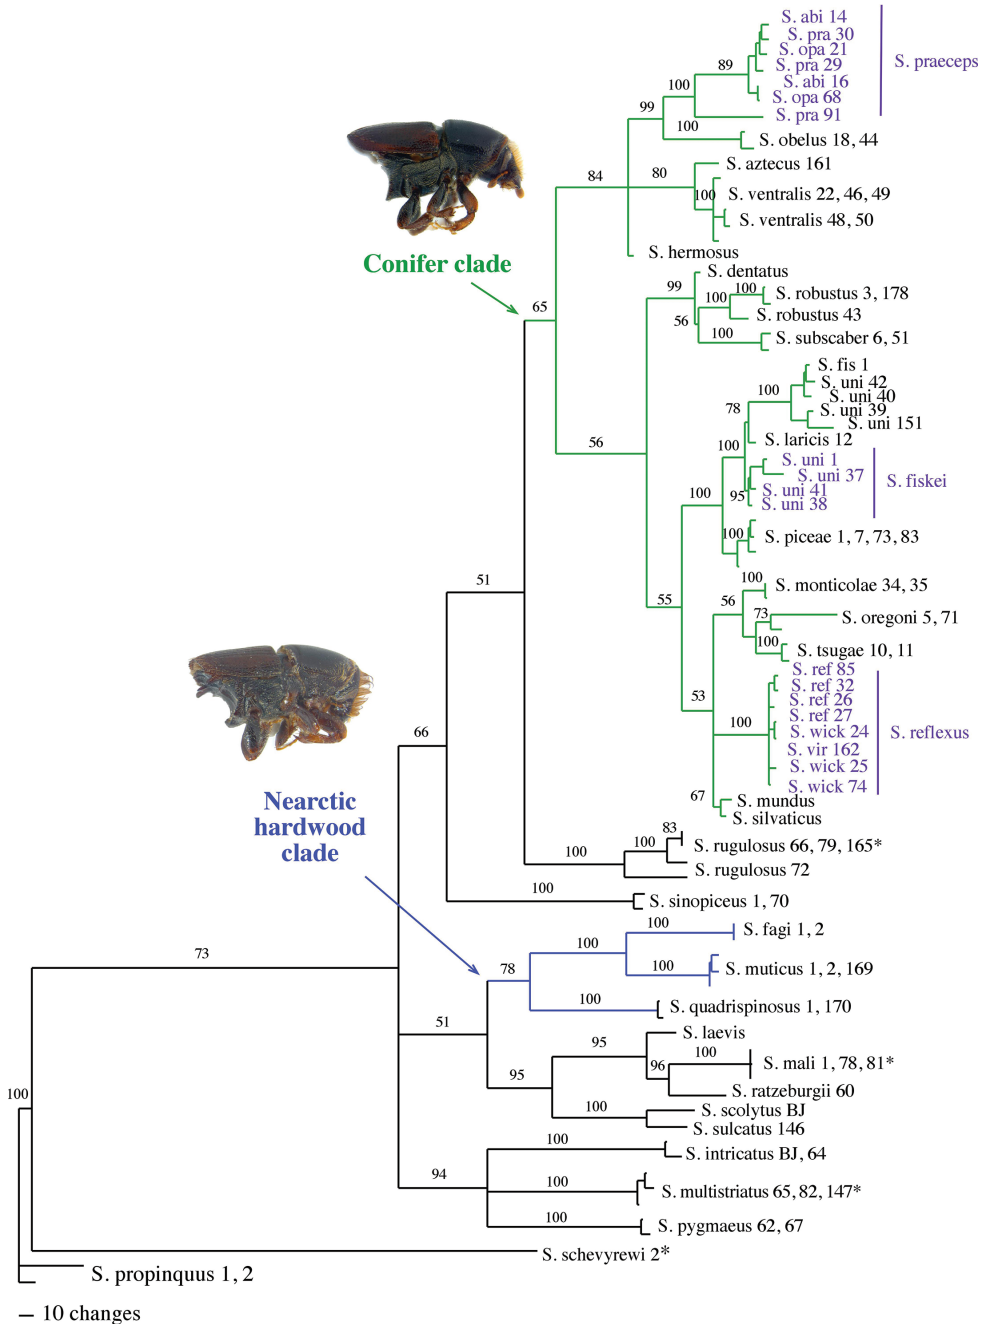 S. abi 14
S. pra 30
S. opa 21
89
S. pra 29
S. praeceps
100
S. abi 16
S. opa 68
99
S. pra 91
100
S. obelus 18, 44
84
80
S. aztecus 161
100
S. ventralis 22, 46, 49
S. ventralis 48, 50
S. hermosus
Conifer clade
65
S. dentatus
99
100
S. robustus 3, 178
100
56
S. robustus 43
100
S. subscaber 6, 51
S. fis 1
100
S. uni 42
S. uni 40
78
S. uni 39
S. uni 151
56
100
S. laricis 12
S. uni 1
S. uni 37
S. fiskei
100
95
S. uni 41
S. uni 38
100
S. piceae 1, 7, 73, 83
51
100
S. monticolae 34, 35
55
56
73
S. oregoni 5, 71
100
S. tsugae 10, 11
S. ref 85
S. ref 32
53
S. ref 26
S. ref 27
100
S. wick 24
S. reflexus
66
S. vir 162
S. wick 25
S. wick 74
67
S. mundus
S. silvaticus
Nearctic
hardwood
clade
83
100
S. rugulosus 66, 79, 165*
100
S. rugulosus 72
100
S. sinopiceus 1, 70
100
S. fagi 1, 2
73
100
78
100
S. muticus 1, 2, 169
100
S. quadrispinosus 1, 170
51
95
S. laevis
100
96
S. mali 1, 78, 81*
95
S. ratzeburgii 60
100
100
S. scolytus BJ
S. sulcatus 146
100
S. intricatus BJ, 64
94
100
S. multistriatus 65, 82, 147*
100
S. pygmaeus 62, 67
S. schevyrewi 2*
S. propinquus 1, 2
10 changes